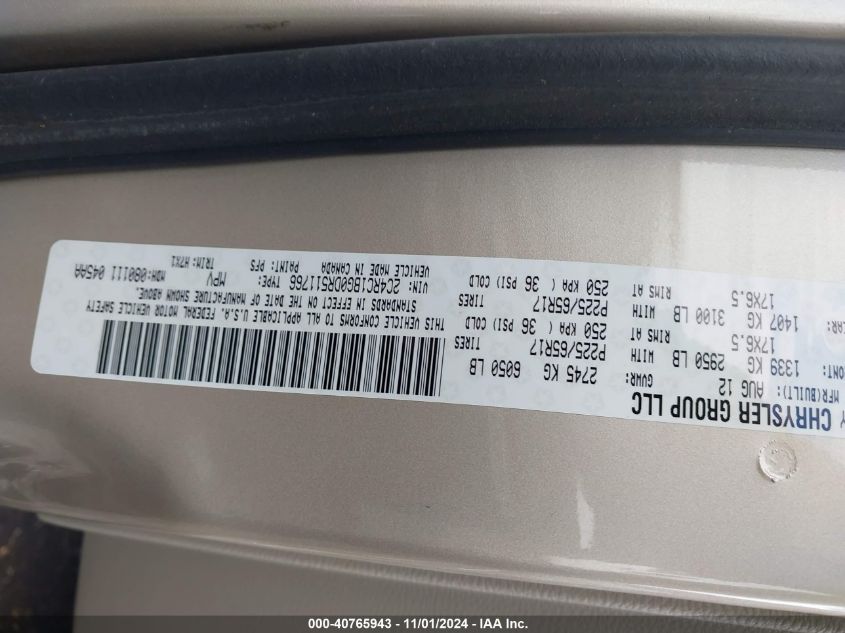 Y CHRYSLER GROUP LLC
MFR(BUILT): AUG 12 GVWR: 2745 KG 6050 LB
ONT: 1339 KG 2950 LB WITH P225/65R17 TIRES
17X6.5 RIMS AT 250 KPA ( 36 PSI) COLD
EAR: 1407 KG 3100 LB WITH P225/65R17 TIRES
17X6.5 RIMS AT 250 KPA ( 36 PSI) COLD
THIS VEHICLE CONFORMS TO ALL APPLICABLE U.S.A. FEDERAL MOTOR VEHICLE SAFETY
STANDARDS IN EFFECT ON THE DATE OF MANUFACTURE SHOWN ABOVE.
VIN: 2C4RC1BG0DR511766 TYPE: MPV MDH:080111 045AA
VEHICLE MADE IN CANADA PAINT: PFS TRIM: H7X1
000-40765943 - 11/01/2024 - IAA Inc.